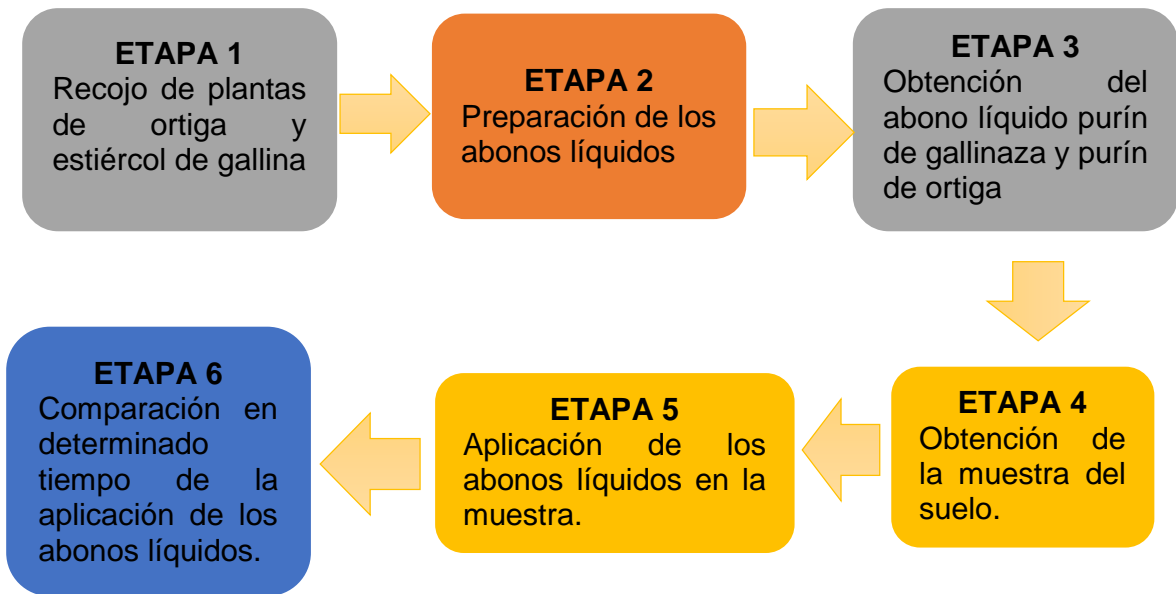 ETAPA 1
Recojo de plantas
de ortiga y
estiércol de gallina
ETAPA 2
Preparación de los
abonos líquidos
ETAPA 3
Obtención del
abono líquido purín
de gallinaza y purín
de ortiga
ETAPA 4
Obtención de
la muestra del
suelo.
ETAPA 5
Aplicación de los
abonos líquidos en la
muestra.
ETAPA 6
Comparación en
determinado
tiempo de la
aplicación de los
abonos líquidos.